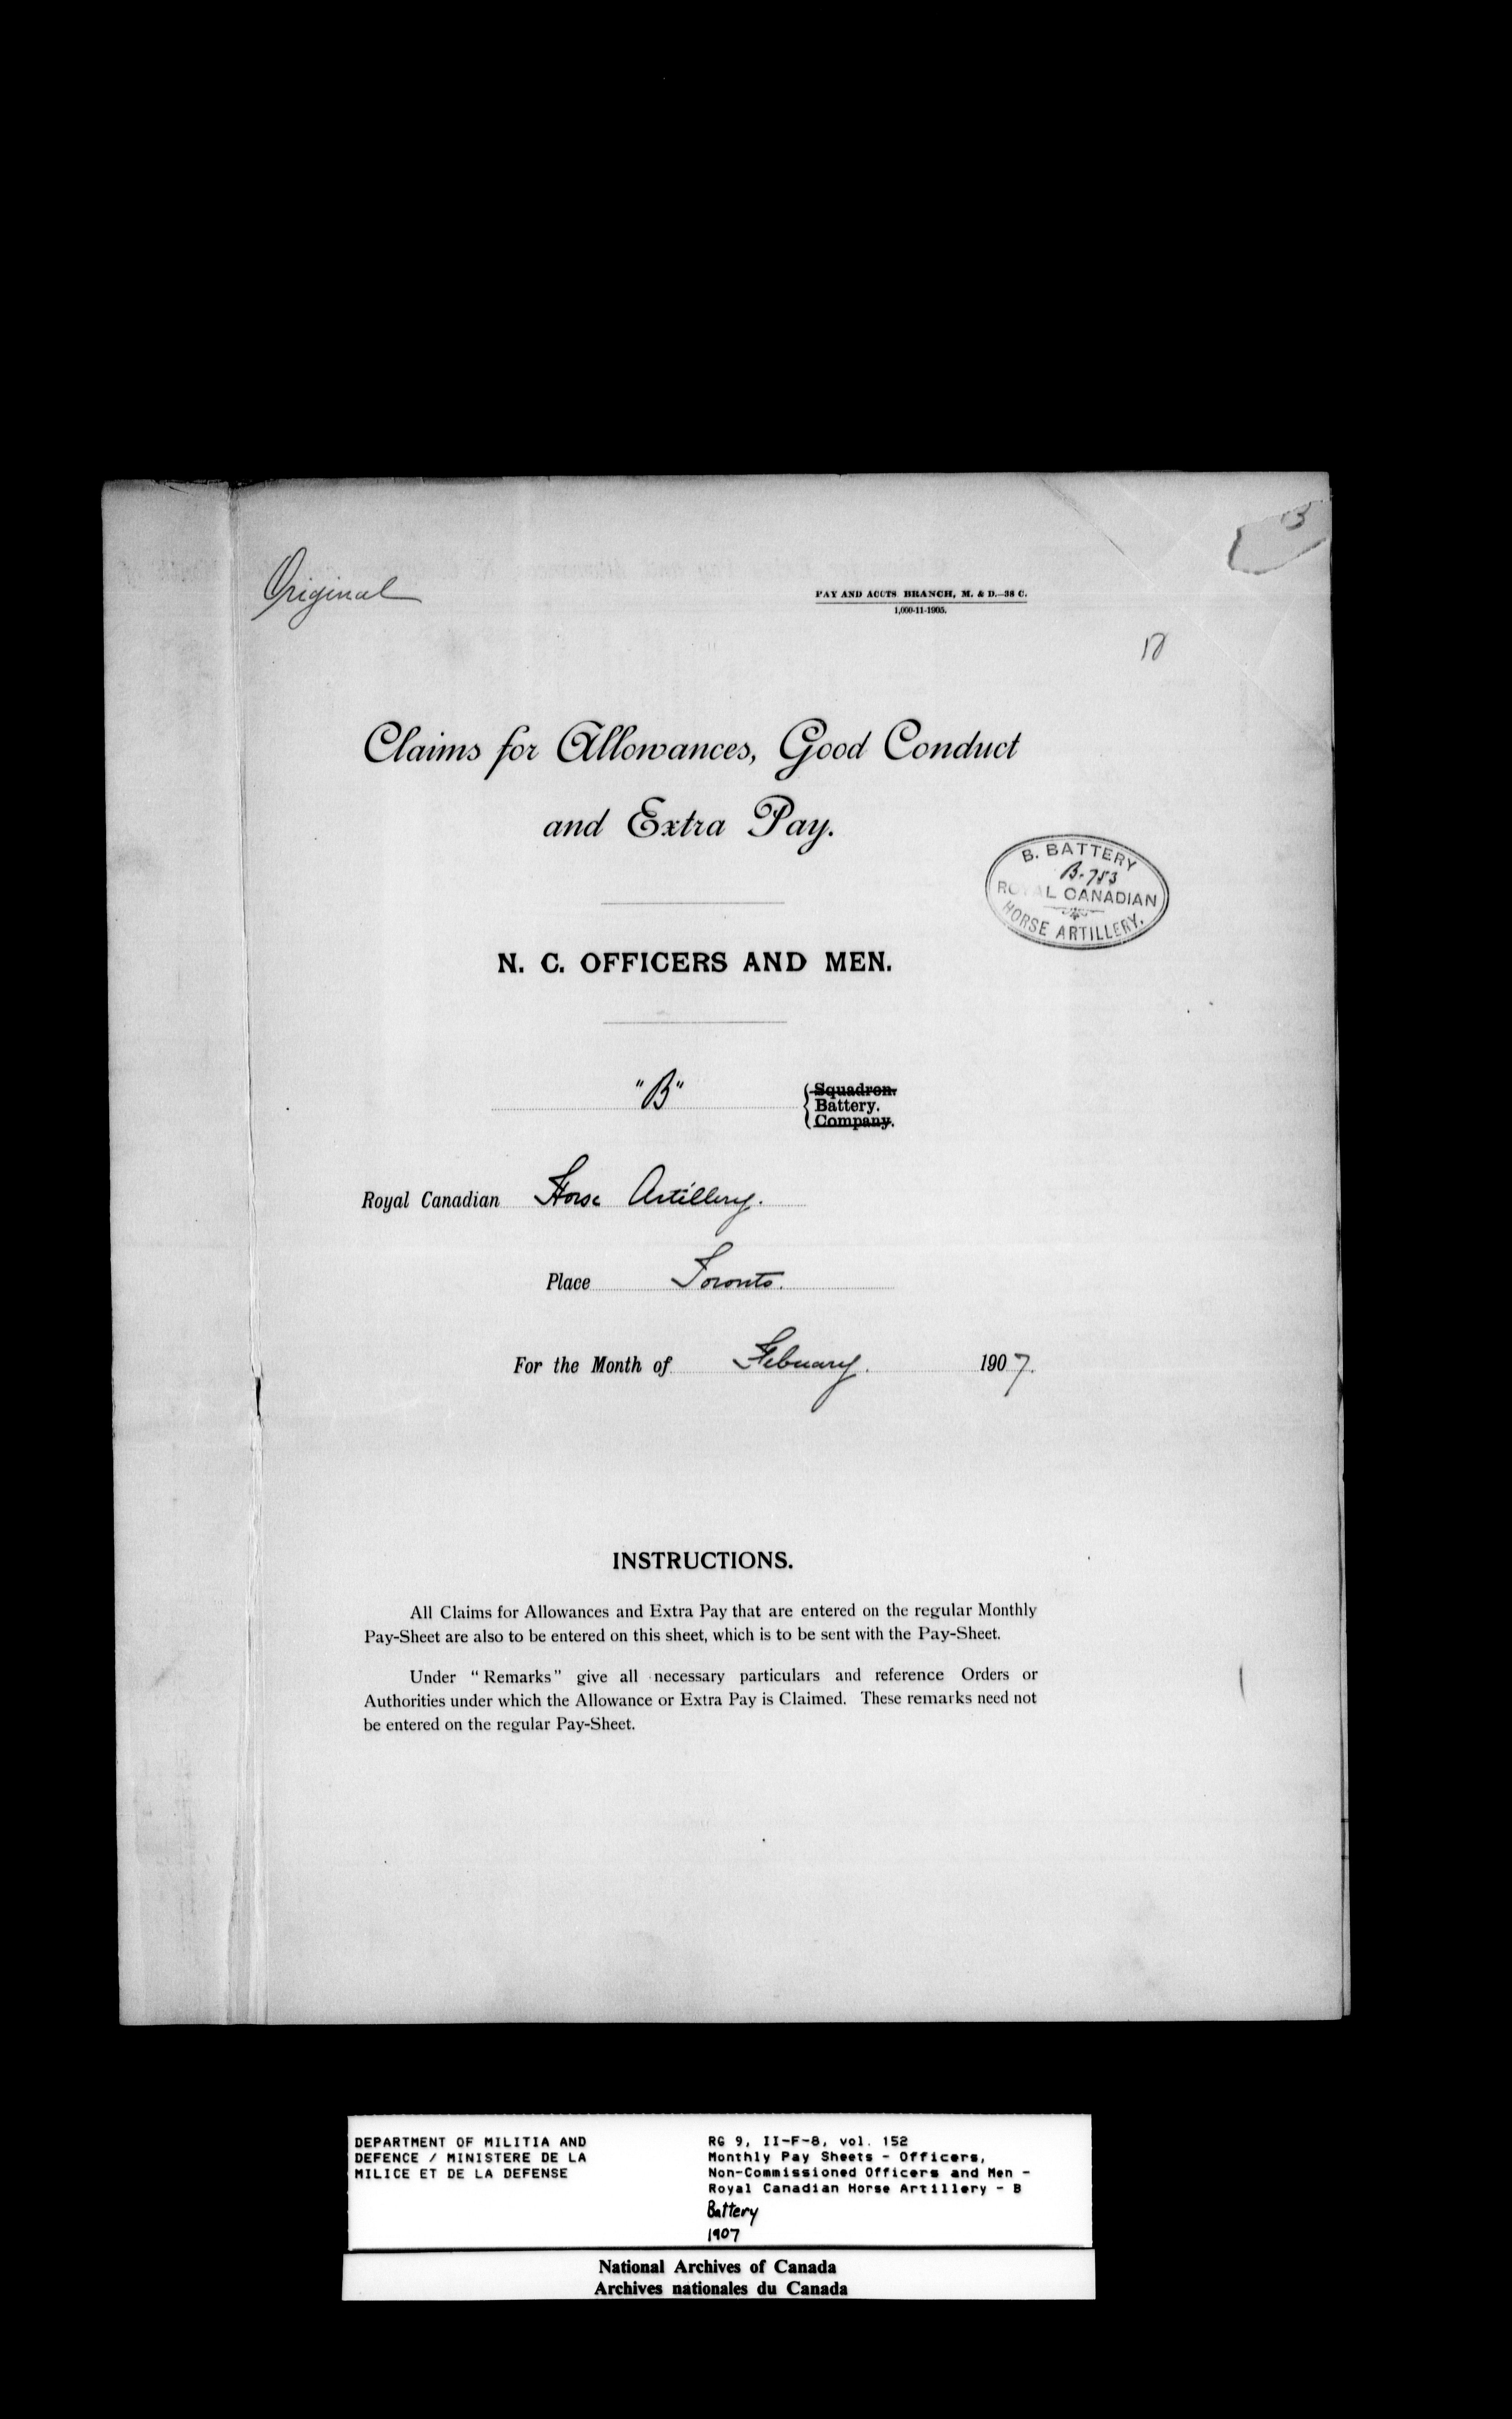 Original
PAY AND ACCTS BRANCH, M. & D.—38 C.
1,000-11-1905.
Claims for Allowances, Good Conduct
and Extra Pay.
B. BATTERY
B-753
ROYAL CANADIAN
HORSE ARTILLERY.
N. C. OFFICERS AND MEN.
"B"
Squadron.
Battery.
Company.
Royal Canadian Horse Artillery.
Place Toronto.
For the Month of Febuary. 1907.
INSTRUCTIONS.
All Claims for Allowances and Extra Pay that are entered on the regular Monthly
Pay-Sheet are also to be entered on this sheet, which is to be sent with the Pay-Sheet.
Under "Remarks" give all necessary particulars and reference Orders or
Authorities under which the Allowance or Extra Pay is Claimed. These remarks need not
be entered on the regular Pay-Sheet.
DEPARTMENT OF MILITIA AND
DEFENCE / MINISTERE DE LA
MILICE ET DE LA DEFENSE
RG 9, II-F-8, vol. 152
Monthly Pay Sheets - Officers,
Non-Commissioned Officers and Men -
Royal Canadian Horse Artillery - B
Battery
1907
National Archives of Canada
Archives nationales du Canada